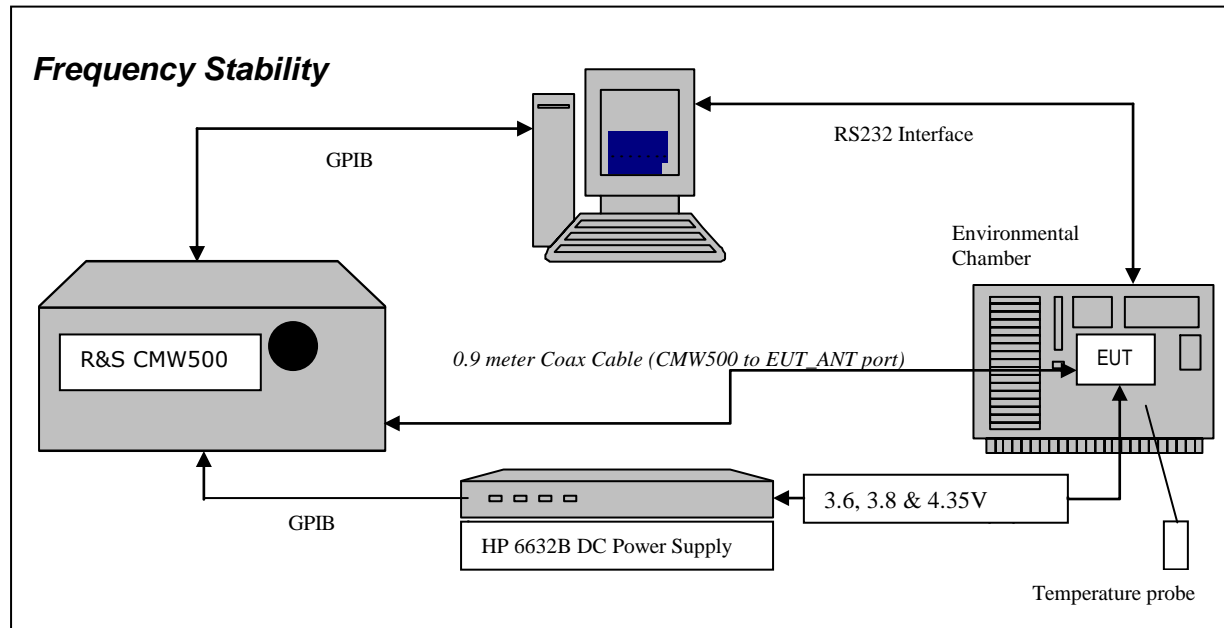 Frequency Stability
GPIB
RS232 Interface
Environmental
Chamber
R&S CMW500
0.9 meter Coax Cable (CMW500 to EUT_ANT port)
EUT
GPIB
3.6, 3.8 & 4.35V
HP 6632B DC Power Supply
Temperature probe